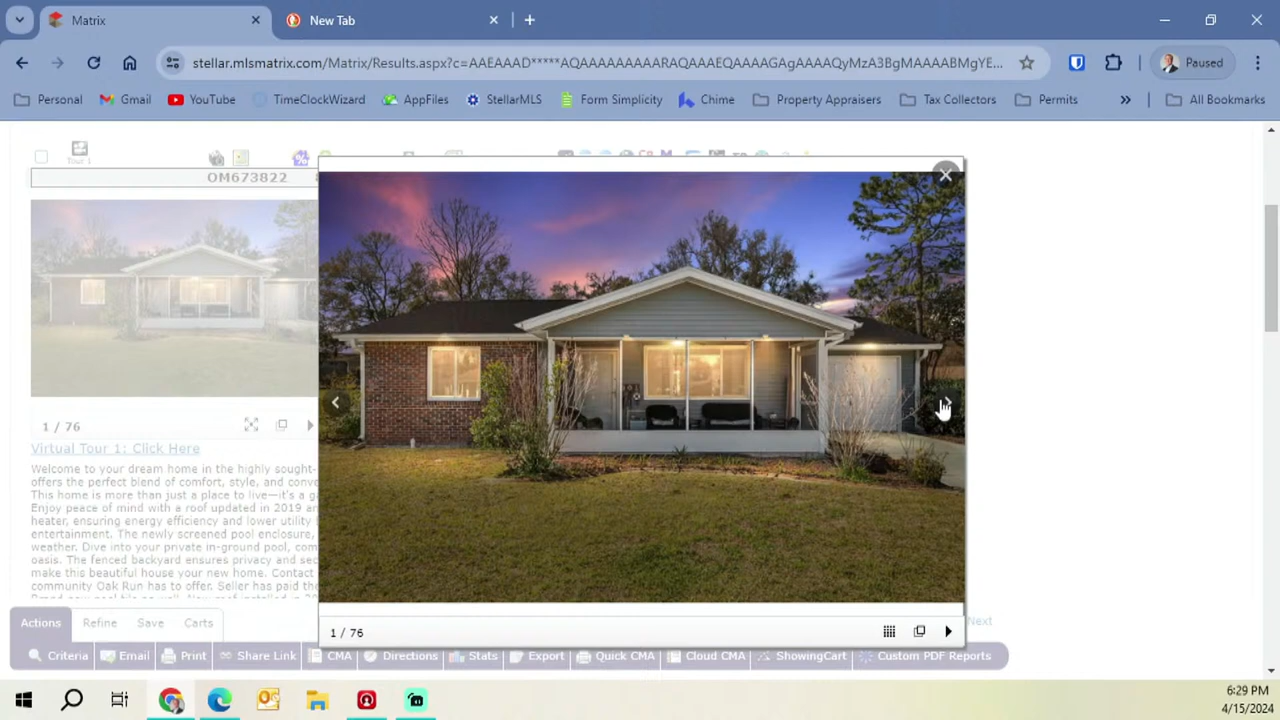 Matrix
New Tab
stellar.mlsmatrix.com/Matrix/Results.aspx?c=AAEAAAD*****AQAAAAAAAAARAQAAAEQAAAAGAgAAAAQyMzA3BgMAAAABMgYE...
Paused
Personal
Gmail
YouTube
TimeClockWizard
AppFiles
StellarMLS
Form Simplicity
Chime
Property Appraisers
Tax Collectors
Permits
All Bookmarks
Tour 1
OM673822
1 / 76
Virtual Tour 1: Click Here
Welcome to your dream home in the highly sought-
offers the perfect blend of comfort, style, and conve
This home is more than just a place to live—it's a g
Enjoy peace of mind with a roof updated in 2019 an
heater, ensuring energy efficiency and lower utility
entertainment. The newly screened pool enclosure,
weather. Dive into your private in-ground pool, com
oasis. The fenced backyard ensures privacy and sec
make this beautiful house your new home. Contact
community Oak Run has to offer. Seller has paid the
1 / 76
Next
Actions
Refine
Save
Carts
Criteria
Email
Print
Share Link
CMA
Directions
Stats
Export
Quick CMA
Cloud CMA
ShowingCart
Custom PDF Reports
6:29 PM
4/15/2024